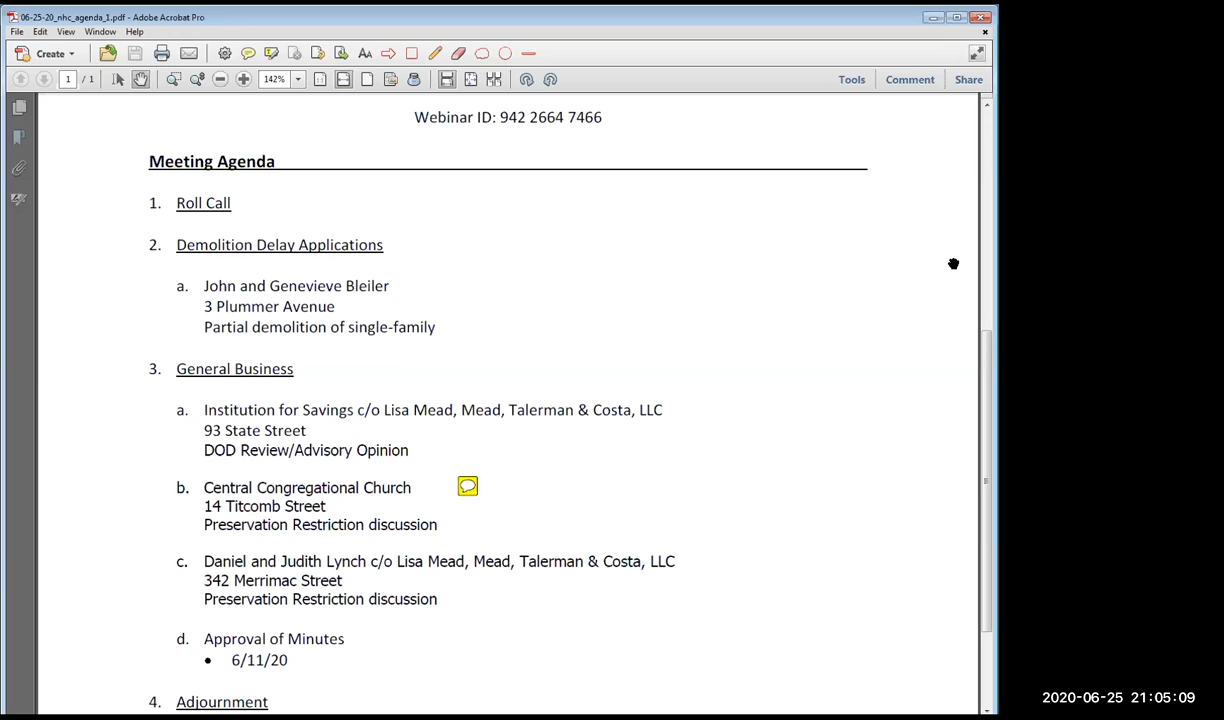 06-25-20_nhc_agenda_1.pdf - Adobe Acrobat Pro
File Edit View Window Help
Create
1 / 1 142% Tools Comment Share
Webinar ID: 942 2664 7466
Meeting Agenda
1. Roll Call
2. Demolition Delay Applications
a. John and Genevieve Bleiler
3 Plummer Avenue
Partial demolition of single-family
3. General Business
a. Institution for Savings c/o Lisa Mead, Mead, Talerman & Costa, LLC
93 State Street
DOD Review/Advisory Opinion
b. Central Congregational Church
14 Titcomb Street
Preservation Restriction discussion
c. Daniel and Judith Lynch c/o Lisa Mead, Mead, Talerman & Costa, LLC
342 Merrimac Street
Preservation Restriction discussion
d. Approval of Minutes
• 6/11/20
4. Adjournment
2020-06-25 21:05:09